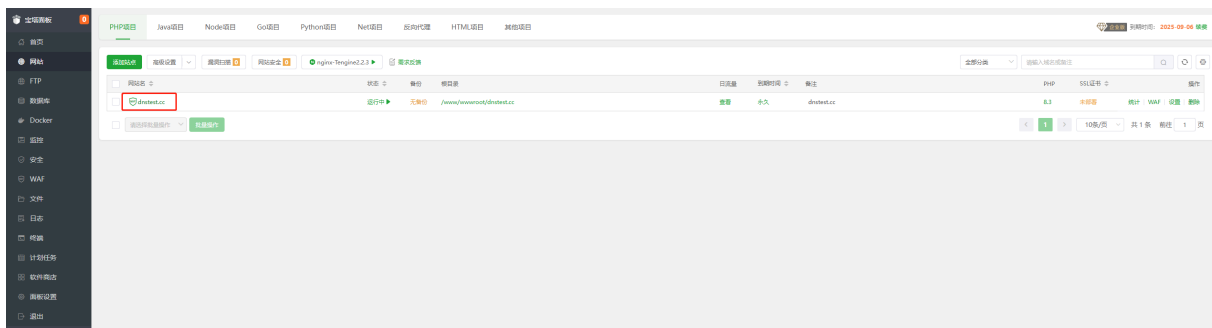 宝塔面板 0
首页
网站
FTP
数据库
Docker
监控
安全
WAF
文件
日志
终端
计划任务
软件商店
面板设置
退出
PHP项目 Java项目 Node项目 Go项目 Python项目 Net项目 反向代理 HTML项目 其他项目
企业版 到期时间: 2025-09-06 续费
添加站点 高级设置 漏洞扫描 0 网站安全 0 nginx-Tengine2.2.3 需求反馈 全部分类 请输入域名或备注
网站名 状态 备份 根目录 日流量 到期时间 备注 PHP SSL证书 操作
dnstest.cc 运行中 无备份 /www/wwwroot/dnstest.cc 查看 永久 dnstest.cc 8.3 未部署 统计 WAF 设置 删除
请选择批量操作 批量操作 1 10条/页 共 1 条 前往 1 页